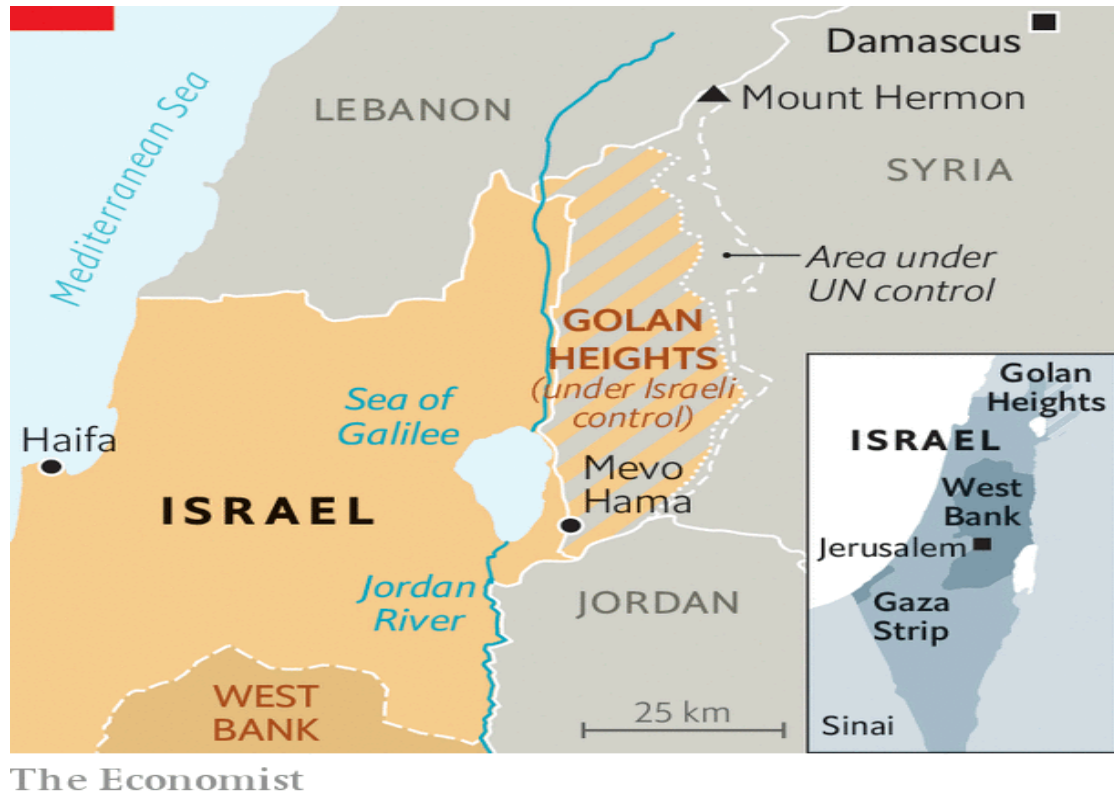 Damascus
Mount Hermon
LEBANON
Mediterranean Sea
SYRIA
Area under
UN control
GOLAN
HEIGHTS
(under Israeli
control)
Sea of
Galilee
Haifa
Mevo
Hama
ISRAEL
Jordan
River
JORDAN
WEST
BANK
25 km
Golan
Heights
ISRAEL
West
Bank
Jerusalem
Gaza
Strip
Sinai
The Economist